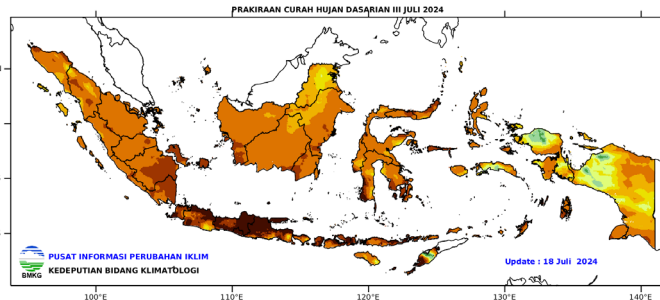 PRAKIRAAN CURAH HUJAN DASARIAN III JULI 2024
PUSAT INFORMASI PERUBAHAN IKLIM
KEDEPUTIAN BIDANG KLIMATOLOGI
BMKG
Update : 18 Juli 2024
100°E 110°E 120°E 130°E 140°E